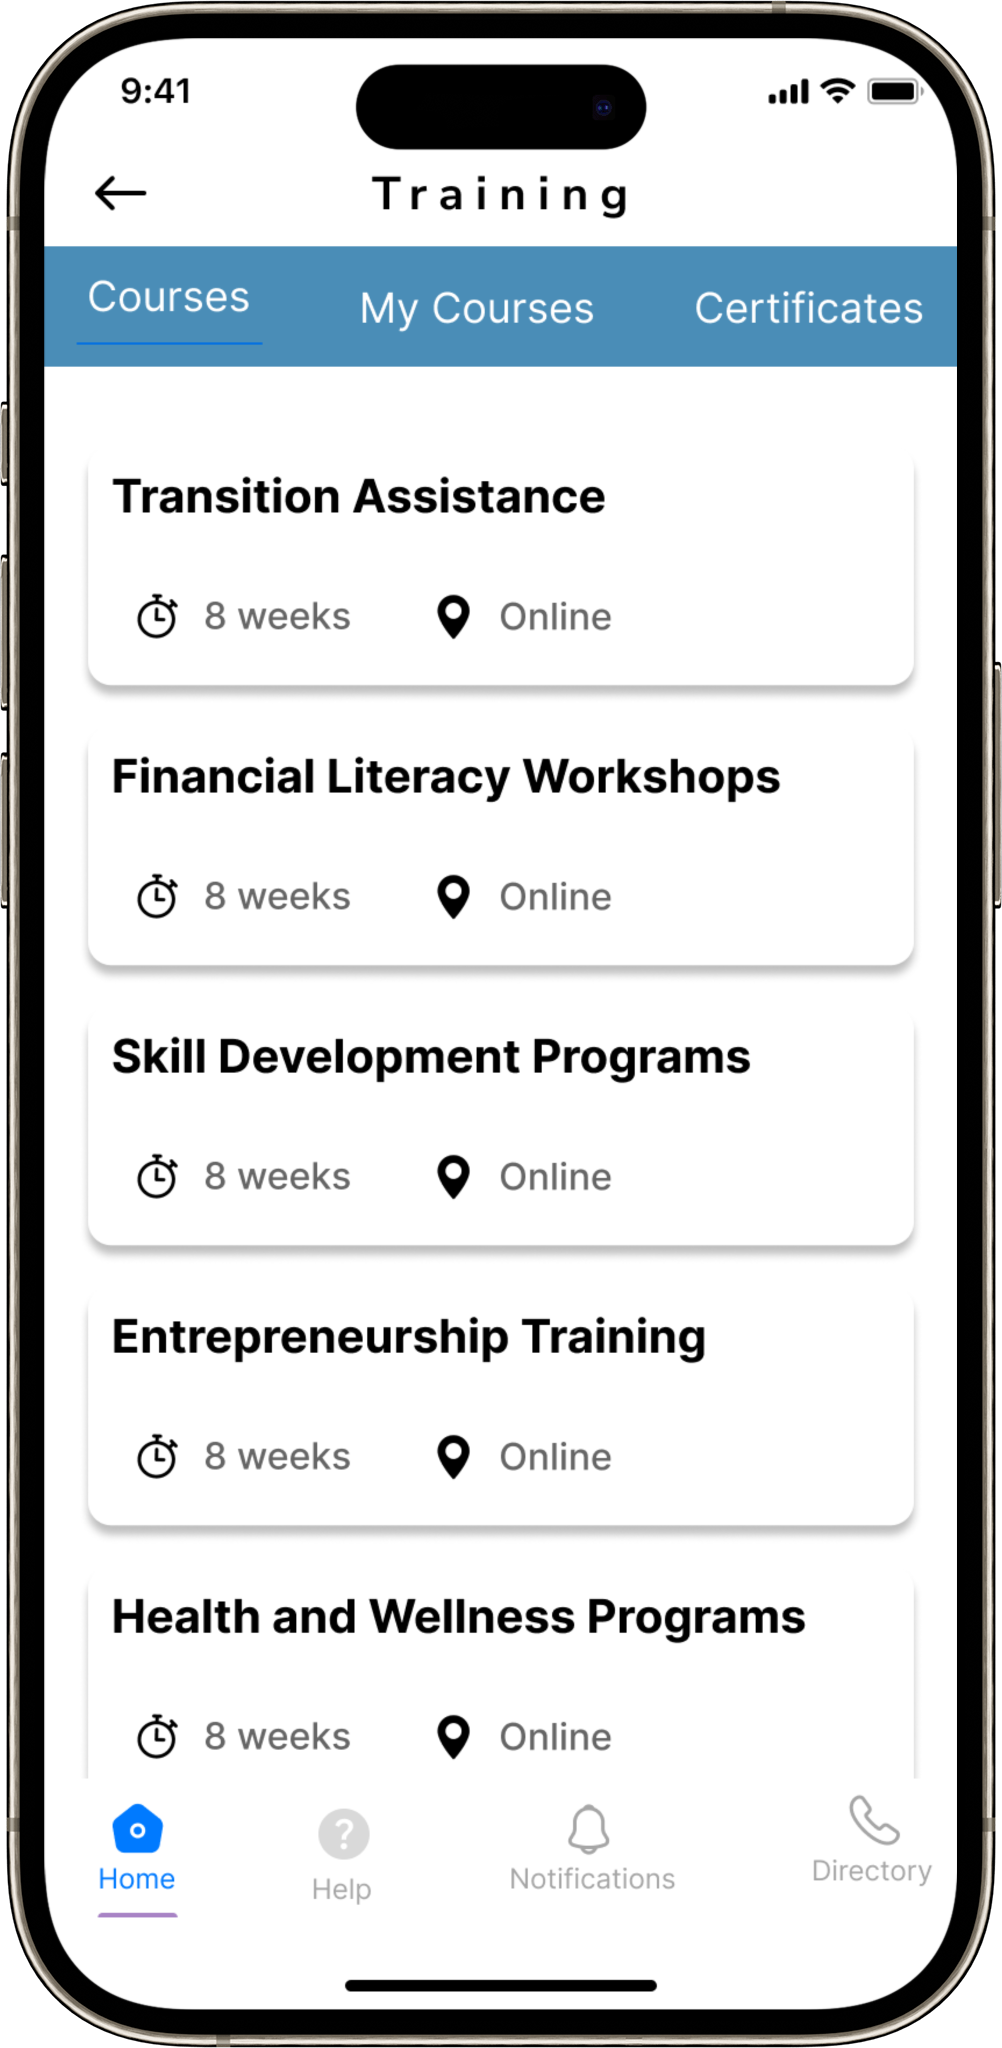 9:41
Training
Courses My Courses Certificates
Transition Assistance
8 weeks Online
Financial Literacy Workshops
8 weeks Online
Skill Development Programs
8 weeks Online
Entrepreneurship Training
8 weeks Online
Health and Wellness Programs
8 weeks Online
Home Help Notifications Directory